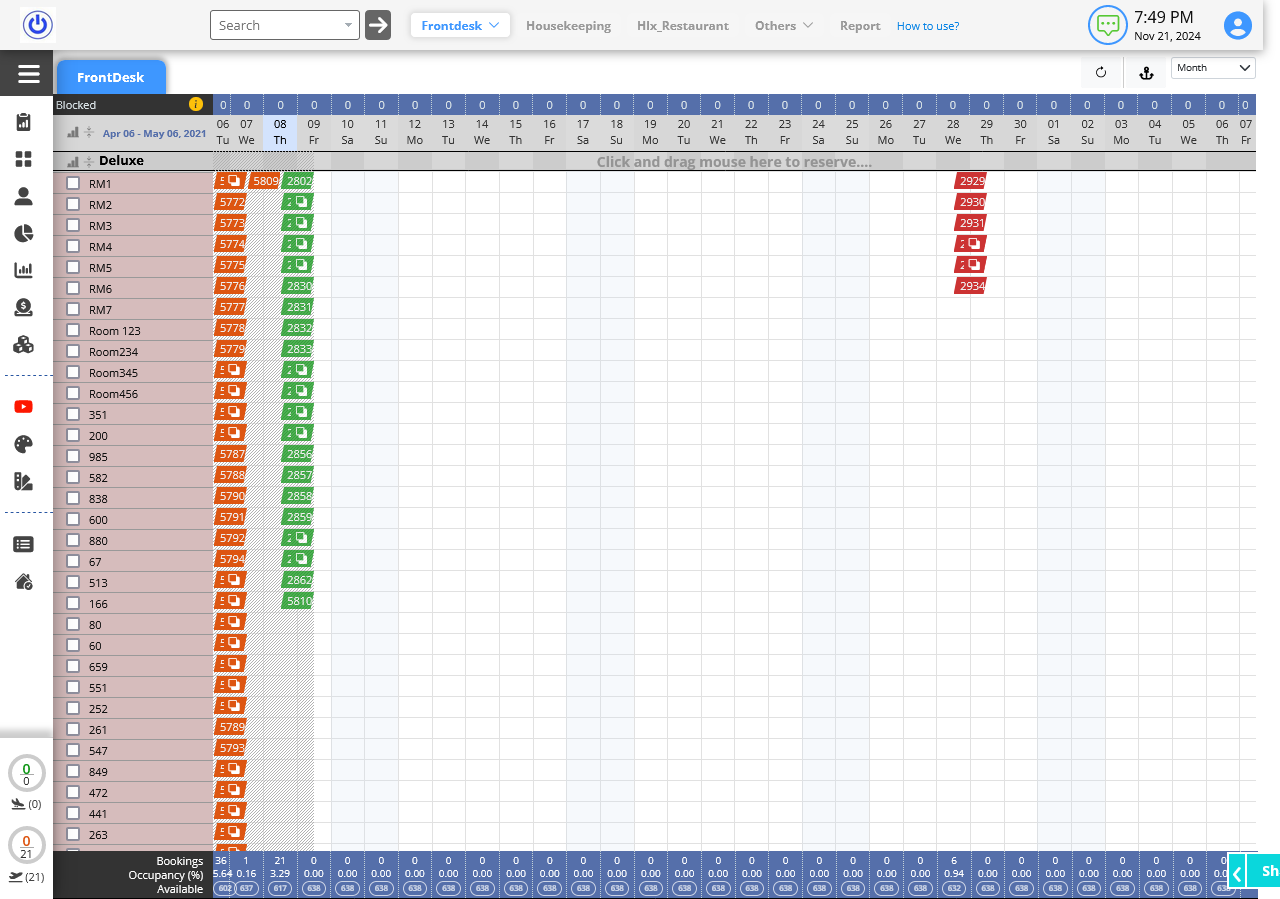 Search
Frontdesk Housekeeping Hlx_Restaurant Others Report How to use?
7:49 PM
Nov 21, 2024
FrontDesk
Month
Blocked i 0 0 0 0 0 0 0 0 0 0 0 0 0 0 0 0 0 0 0 0 0 0 0 0 0 0 0 0 0 0 0 0
Apr 06 - May 06, 2021
06 07 08 09 10 11 12 13 14 15 16 17 18 19 20 21 22 23 24 25 26 27 28 29 30 01 02 03 04 05 06 07
Tu We Th Fr Sa Su Mo Tu We Th Fr Sa Su Mo Tu We Th Fr Sa Su Mo Tu We Th Fr Sa Su Mo Tu We Th Fr
Deluxe Click and drag mouse here to reserve....
RM1 5809 2802 2929
RM2 5772 2930
RM3 5773 2931
RM4 5774
RM5 5775
RM6 5776 2830 2934
RM7 5777 2831
Room 123 5778 2832
Room234 5779 2833
Room345
Room456
351
200
985 5787 2856
582 5788 2857
838 5790 2858
600 5791 2859
880 5792
67 5794
513 2862
166 5810
80
60
659
551
252
261 5789
547 5793
849
472
441
263
0
0
(0)
0
21
(21)
Bookings 36 1 21 0 0 0 0 0 0 0 0 0 0 0 0 0 0 0 0 0 0 0 6 0 0 0 0 0 0 0
Occupancy (%) 5.64 0.16 3.29 0.00 0.00 0.00 0.00 0.00 0.00 0.00 0.00 0.00 0.00 0.00 0.00 0.00 0.00 0.00 0.00 0.00 0.00 0.00 0.94 0.00 0.00 0.00 0.00 0.00 0.00 0.00
Available 602 637 617 638 638 638 638 638 638 638 638 638 638 638 638 638 638 638 638 638 638 638 632 638 638 638 638 638 638 638
Sh